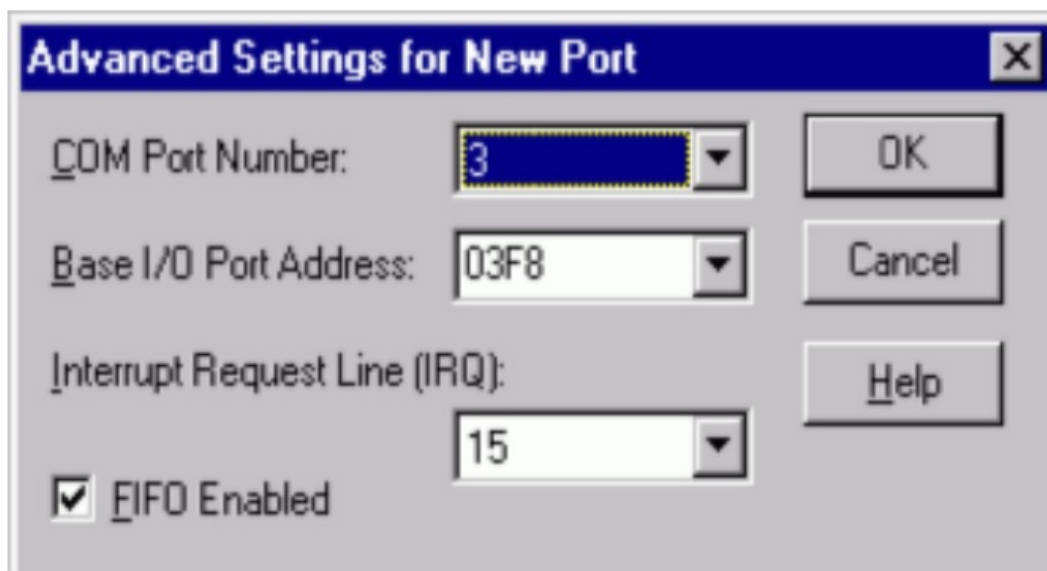 Advanced Settings for New Port
COM Port Number:
3
OK
Base I/O Port Address:
03F8
Cancel
Interrupt Request Line (IRQ):
15
Help
FIFO Enabled